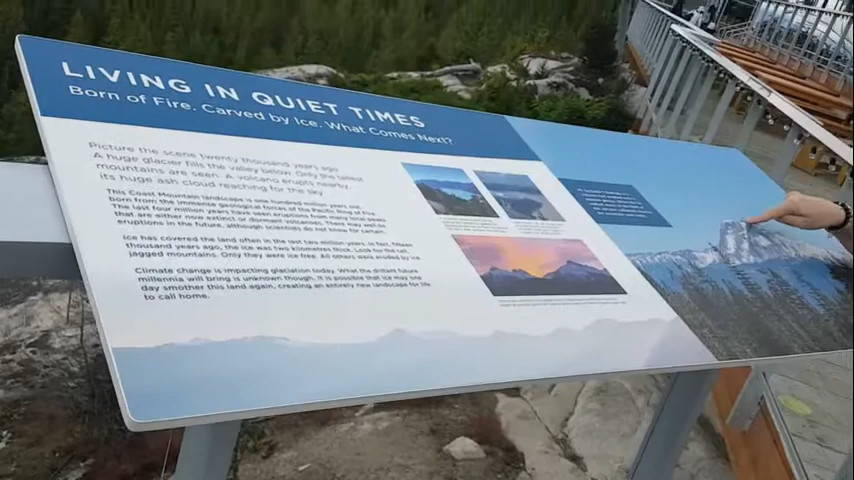 LIVING IN QUIET TIMES
Born of Fire. Carved by Ice. What Comes Next?
Picture the scene twenty thousand years ago.
A huge glacier fills the valley below. Only the tallest
mountains are seen. A volcano erupts nearby,
its huge ash cloud reaching for the sky.
This Coast Mountain landscape is one hundred million years old,
born from the immense geological forces of the Pacific Ring of Fire.
The last four million years have seen eruptions from many local peaks
that are either now extinct or dormant volcanoes. There may well be
eruptions in the future, although scientists do not know for certain.
Ice has covered the land often in the last two million years. In fact, fifteen
thousand years ago, the ice was two kilometres thick. Look for the tall,
jagged mountains. Only they were ice free. All others were eroded by ice.
Climate change is impacting glaciation today. What the distant future
millennia will bring is unknown though. It is possible that ice may one
day smother this land again, creating an entirely new landscape for life
to call home.